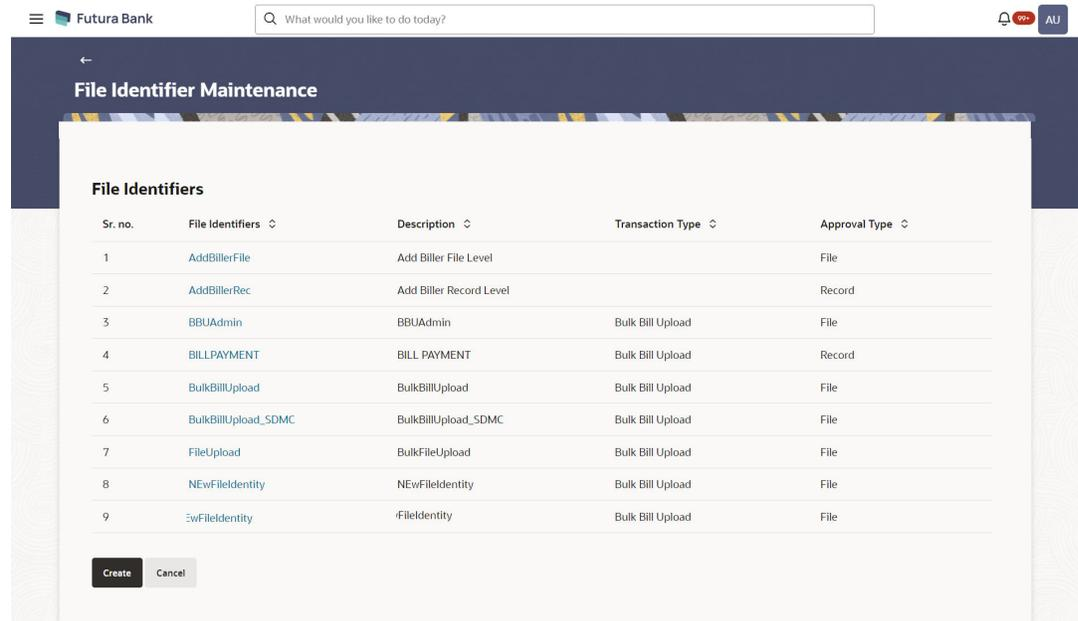 Futura Bank What would you like to do today? 99+ AU
File Identifier Maintenance
File Identifiers
Sr. no. File Identifiers Description Transaction Type Approval Type
1 AddBillerFile Add Biller File Level File
2 AddBillerRec Add Biller Record Level Record
3 BBUAdmin BBUAdmin Bulk Bill Upload File
4 BILLPAYMENT BILL PAYMENT Bulk Bill Upload Record
5 BulkBillUpload BulkBillUpload Bulk Bill Upload File
6 BulkBillUpload_SDMC BulkBillUpload_SDMC Bulk Bill Upload File
7 FileUpload BulkFileUpload Bulk Bill Upload File
8 NEwFileIdentity NEwFileIdentity Bulk Bill Upload File
9 EwFileIdentity FileIdentity Bulk Bill Upload File
Create Cancel